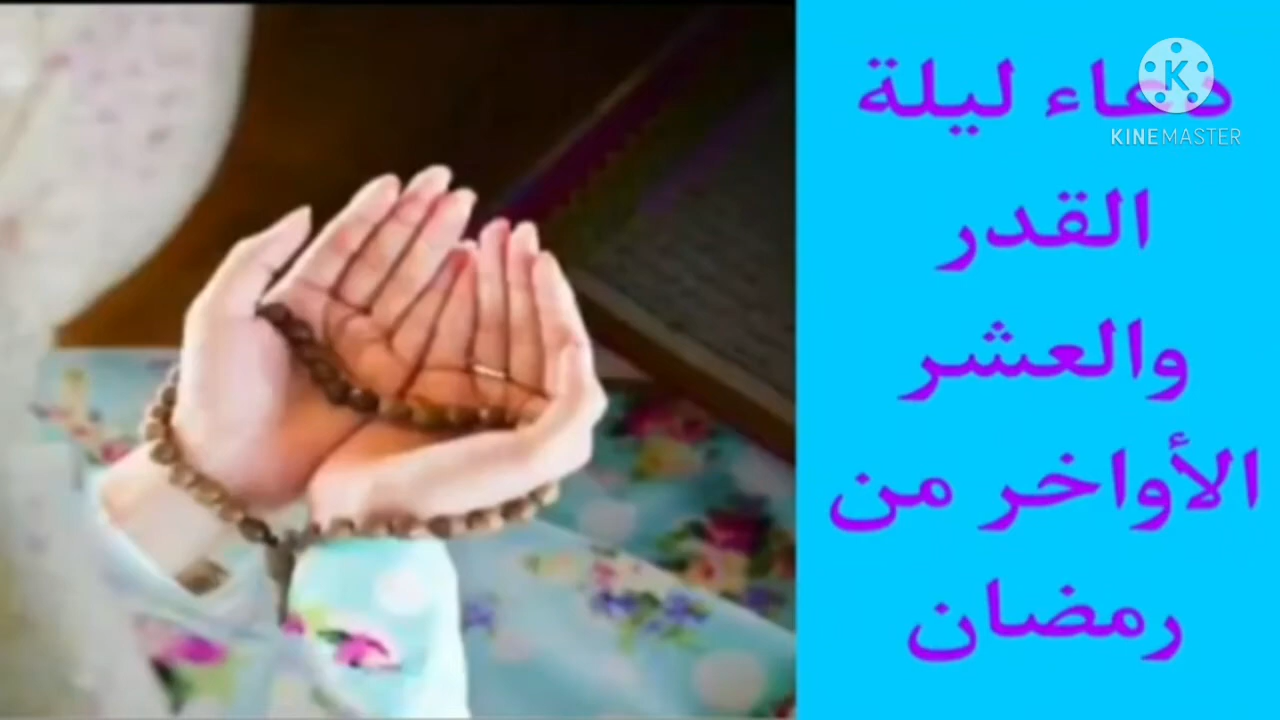 دعاء ليلة
القدر
والعشر
الأواخر من
رمضان
K
KINEMASTER